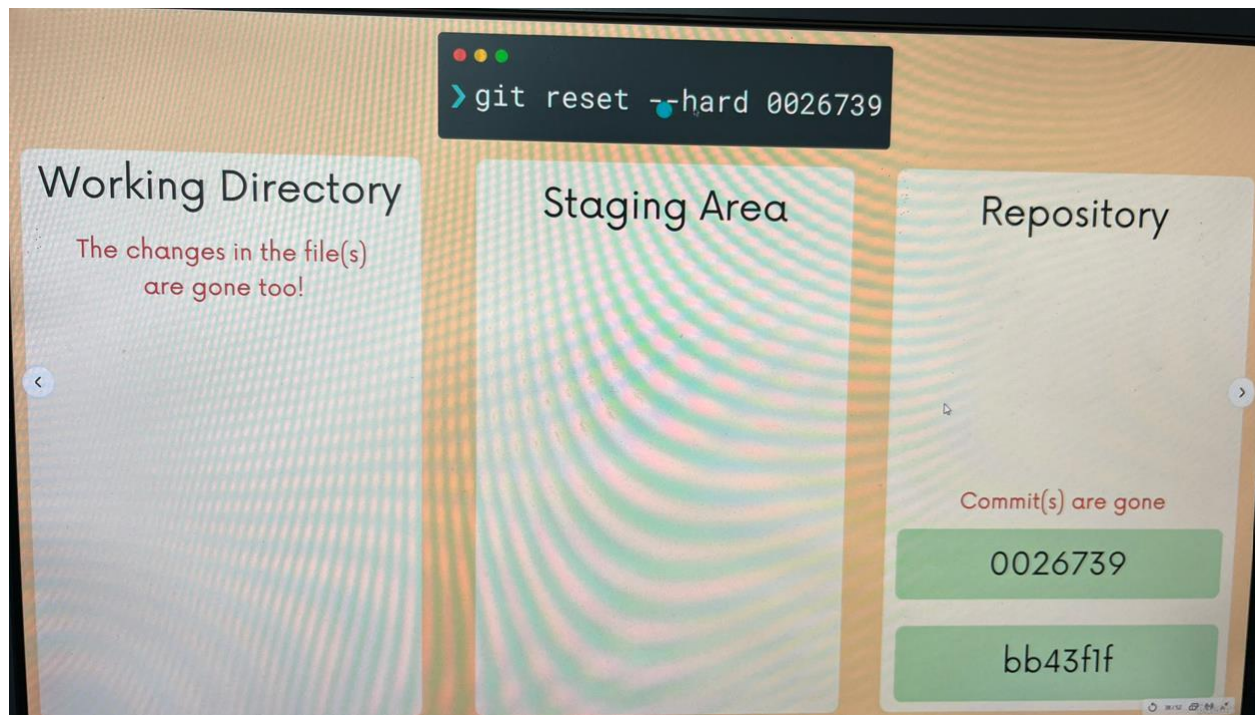 ❯ git reset --hard 0026739
Working Directory
The changes in the file(s)
are gone too!
Staging Area
Repository
Commit(s) are gone
0026739
bb43f1f